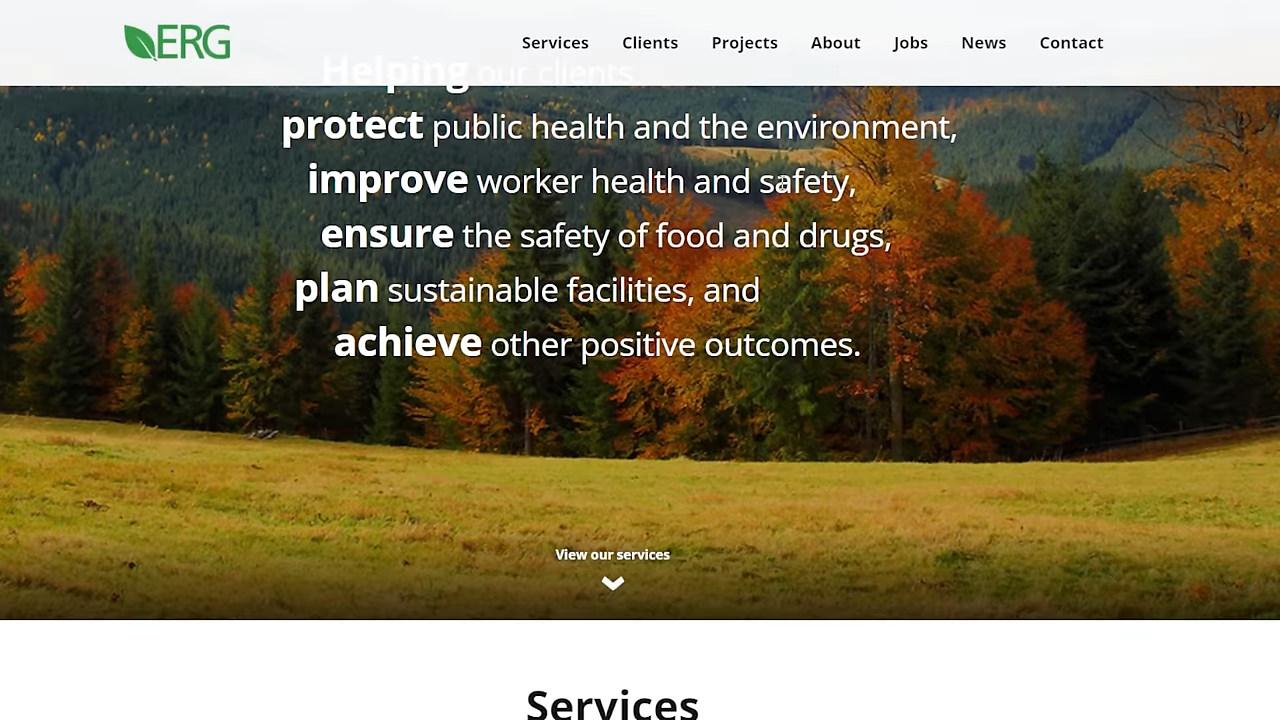 ERG
Services Clients Projects About Jobs News Contact
Helping our clients
protect public health and the environment,
improve worker health and safety,
ensure the safety of food and drugs,
plan sustainable facilities, and
achieve other positive outcomes.
View our services
Services